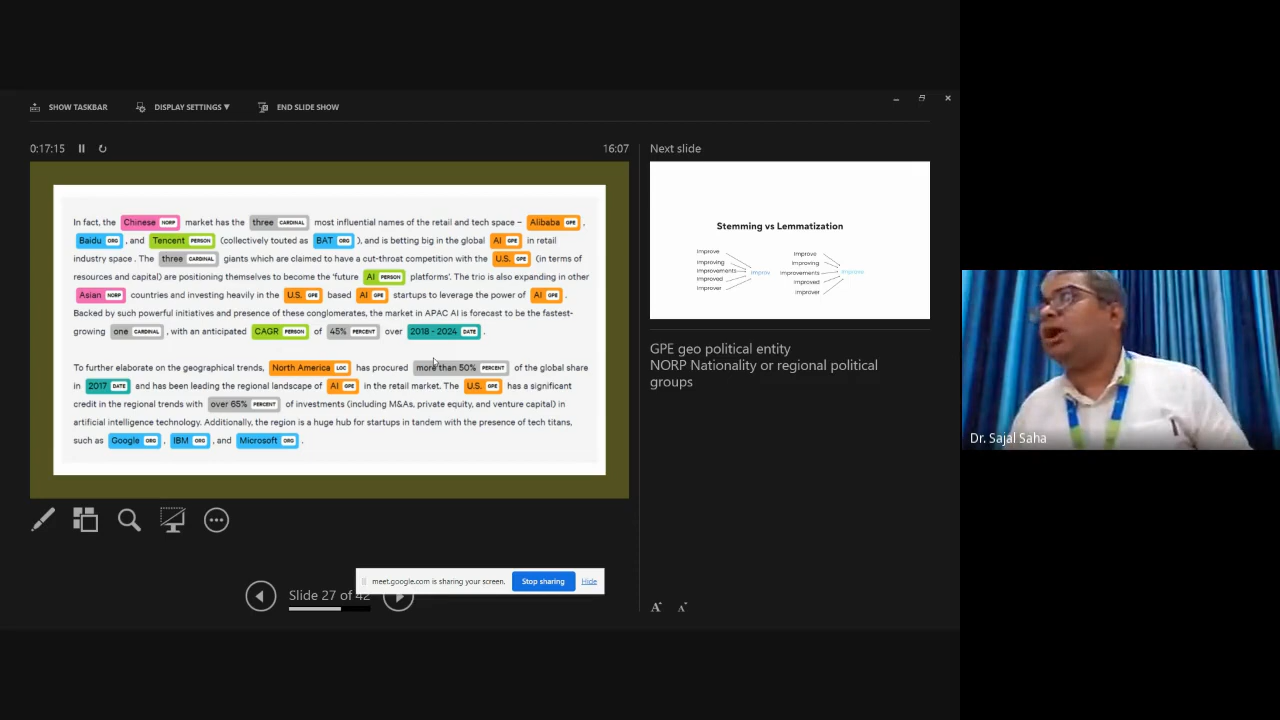 SHOW TASKBAR DISPLAY SETTINGS ▼ END SLIDE SHOW
0:17:15 16:07 Next slide
In fact, the Chinese NORP market has the three CARDINAL most influential names of the retail and tech space – Alibaba GPE ,
Baidu ORG , and Tencent PERSON (collectively touted as BAT ORG ), and is betting big in the global AI GPE in retail
industry space . The three CARDINAL giants which are claimed to have a cut-throat competition with the U.S. GPE (in terms of
resources and capital) are positioning themselves to become the 'future AI PERSON platforms'. The trio is also expanding in other
Asian NORP countries and investing heavily in the U.S. GPE based AI GPE startups to leverage the power of AI GPE .
Backed by such powerful initiatives and presence of these conglomerates, the market in APAC AI is forecast to be the fastest-
growing one CARDINAL , with an anticipated CAGR PERSON of 45% PERCENT over 2018 - 2024 DATE .
To further elaborate on the geographical trends, North America LOC has procured more than 50% PERCENT of the global share
in 2017 DATE and has been leading the regional landscape of AI GPE in the retail market. The U.S. GPE has a significant
credit in the regional trends with over 65% PERCENT of investments (including M&As, private equity, and venture capital) in
artificial intelligence technology. Additionally, the region is a huge hub for startups in tandem with the presence of tech titans,
such as Google ORG , IBM ORG , and Microsoft ORG .
Stemming vs Lemmatization
Improve
Improving
Improvements
Improved
Improver
Improv
Improve
Improving
Improvements
Improved
Improver
Improve
GPE geo political entity
NORP Nationality or regional political
groups
Dr. Sajal Saha
meet.google.com is sharing your screen. Stop sharing Hide
Slide 27 of 42
A A